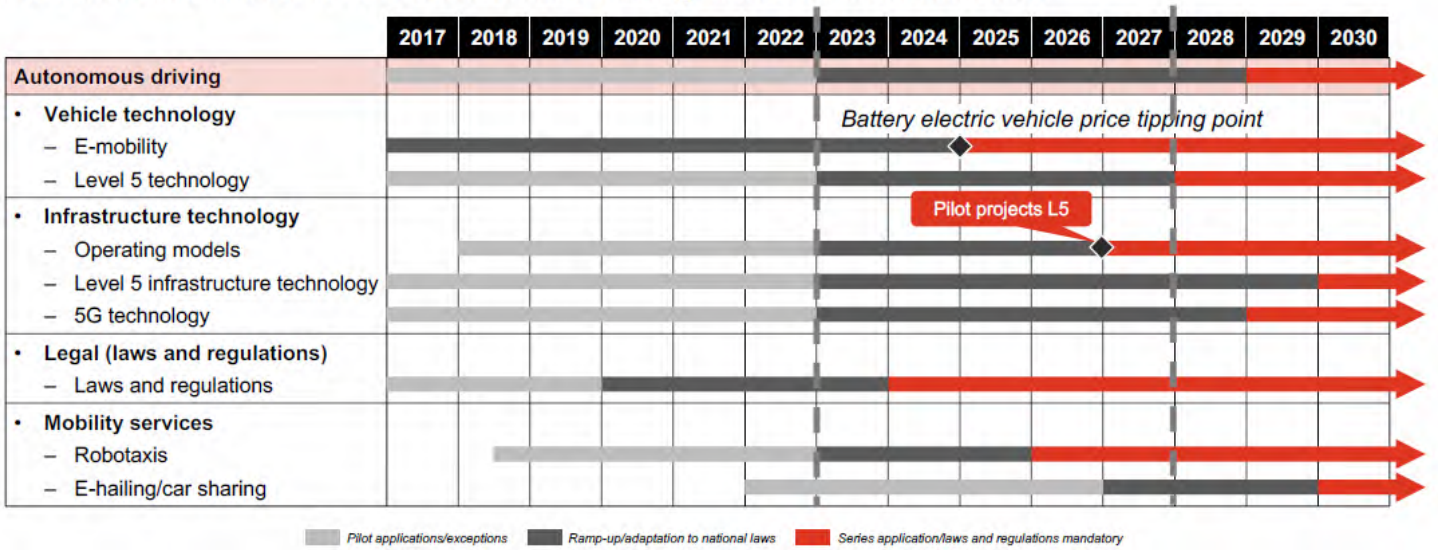 2017 2018 2019 2020 2021 2022 2023 2024 2025 2026 2027 2028 2029 2030
Autonomous driving
• Vehicle technology
Battery electric vehicle price tipping point
– E-mobility
– Level 5 technology
• Infrastructure technology
Pilot projects L5
– Operating models
– Level 5 infrastructure technology
– 5G technology
• Legal (laws and regulations)
– Laws and regulations
• Mobility services
– Robotaxis
– E-hailing/car sharing
Pilot applications/exceptions Ramp-up/adaptation to national laws Series application/laws and regulations mandatory